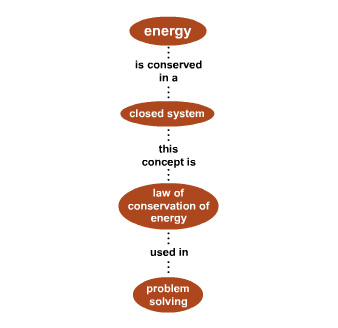 energy
is conserved
in a
closed system
this
concept is
law of
conservation of
energy
used in
problem
solving